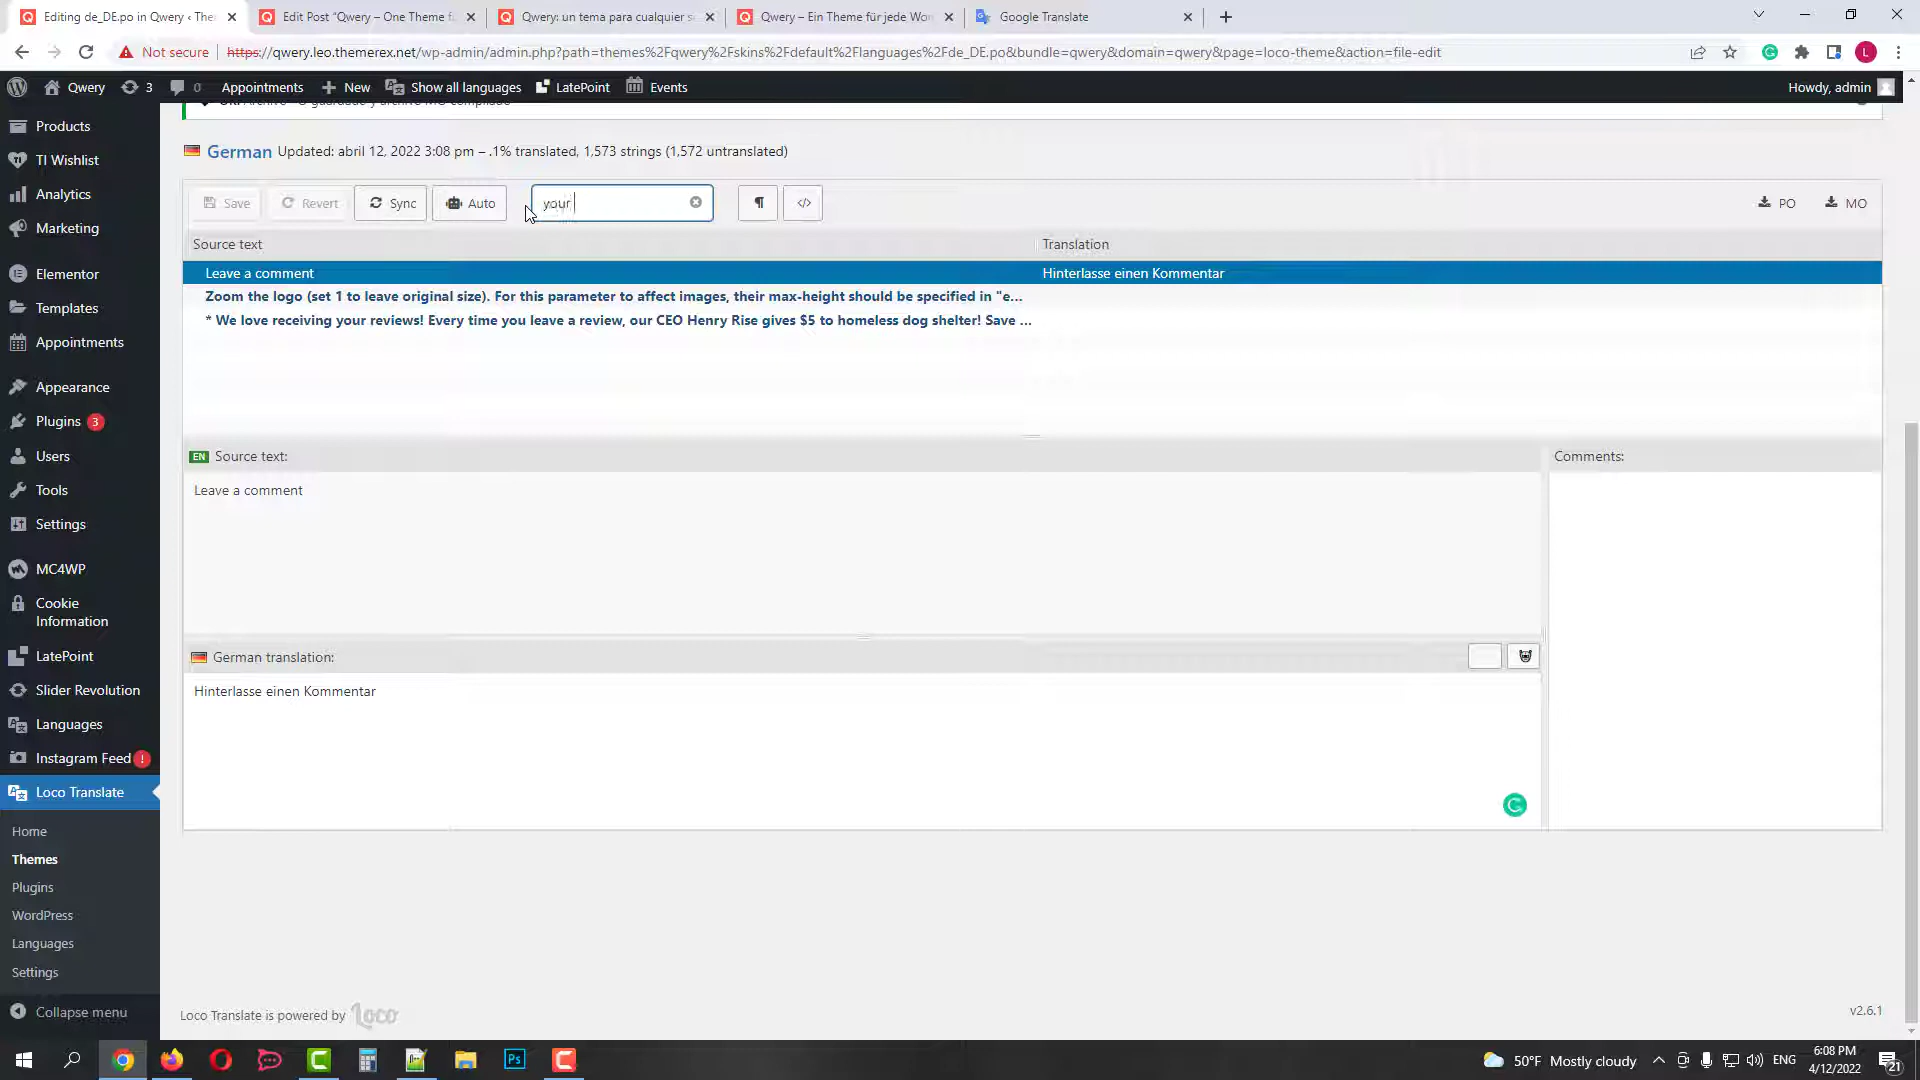 Editing de_DE.po in Qwery ‹ The
Edit Post "Qwery – One Theme f
Qwery: un tema para cualquier s
Qwery – Ein Theme für jede Wor
Google Translate
Not secure
https://qwery.leo.themerex.net/wp-admin/admin.php?path=themes%2Fqwery%2Fskins%2Fdefault%2Flanguages%2Fde_DE.po&bundle=qwery&domain=qwery&page=loco-theme&action=file-edit
L
Qwery
3
0
Appointments
New
Show all languages
LatePoint
Events
Howdy, admin
Products
TI Wishlist
Analytics
Marketing
Elementor
Templates
Appointments
Appearance
Plugins 3
Users
Tools
Settings
MC4WP
Cookie
Information
LatePoint
Slider Revolution
Languages
Instagram Feed !
Loco Translate
Home
Themes
Plugins
WordPress
Languages
Settings
Collapse menu
German Updated: abril 12, 2022 3:08 pm – .1% translated, 1,573 strings (1,572 untranslated)
Save
Revert
Sync
Auto
your
¶
</>
PO
MO
Source text
Translation
Leave a comment
Hinterlasse einen Kommentar
Zoom the logo (set 1 to leave original size). For this parameter to affect images, their max-height should be specified in "e...
* We love receiving your reviews! Every time you leave a review, our CEO Henry Rise gives $5 to homeless dog shelter! Save ...
EN Source text:
Comments:
Leave a comment
German translation:
Hinterlasse einen Kommentar
Loco Translate is powered by Loco
v2.6.1
Ps
50°F Mostly cloudy
ENG
6:08 PM
4/12/2022
21